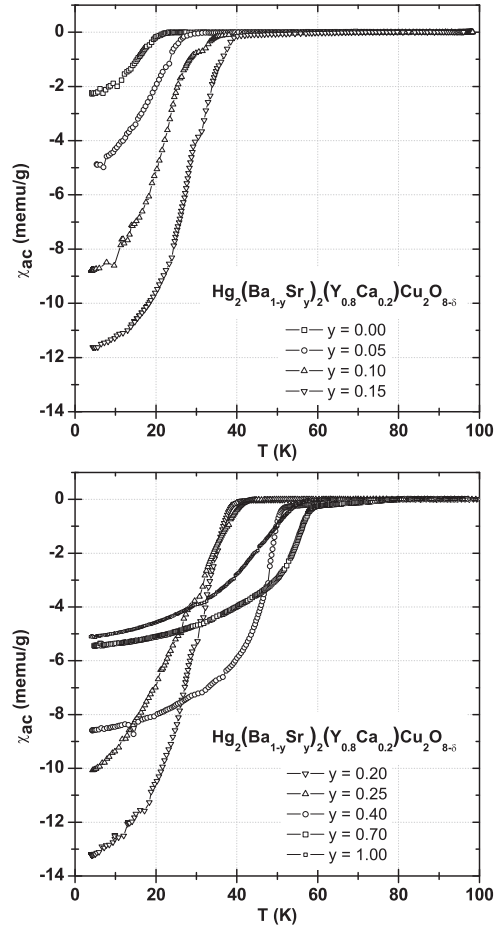 0
-2
-4
-6
-8
-10
-12
-14
χac (memu/g)
Hg2(Ba1-ySry)2(Y0.8Ca0.2)Cu2O8-δ
y = 0.00
y = 0.05
y = 0.10
y = 0.15
0 20 40 60 80 100
T (K)
0
-2
-4
-6
-8
-10
-12
-14
χac (memu/g)
Hg2(Ba1-ySry)2(Y0.8Ca0.2)Cu2O8-δ
y = 0.20
y = 0.25
y = 0.40
y = 0.70
y = 1.00
0 20 40 60 80 100
T (K)